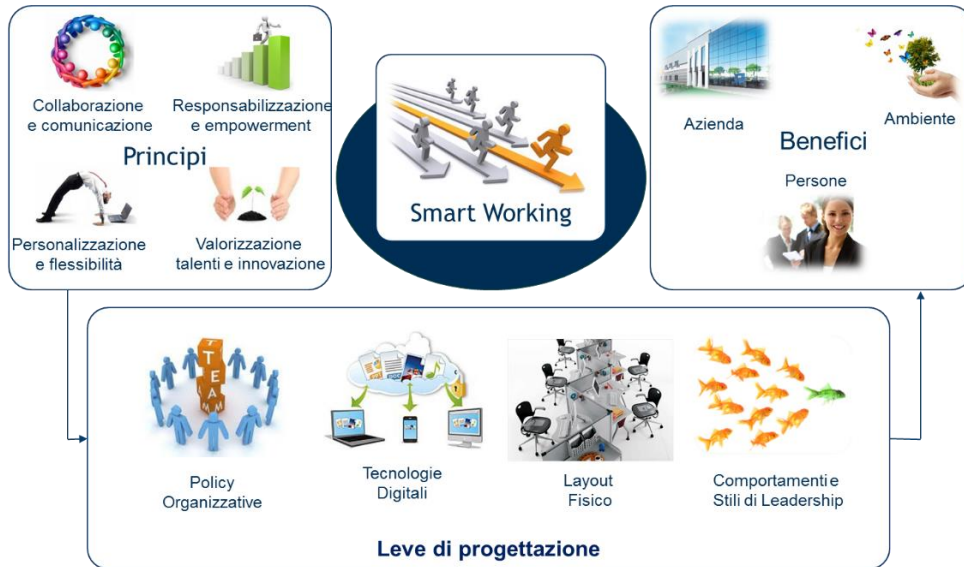 Collaborazione
e comunicazione
Responsabilizzazione
e empowerment
Principi
Personalizzazione
e flessibilità
Valorizzazione
talenti e innovazione
Smart Working
Azienda
Ambiente
Benefici
Persone
TEAM
Policy
Organizzative
Tecnologie
Digitali
Layout
Fisico
Comportamenti e
Stili di Leadership
Leve di progettazione